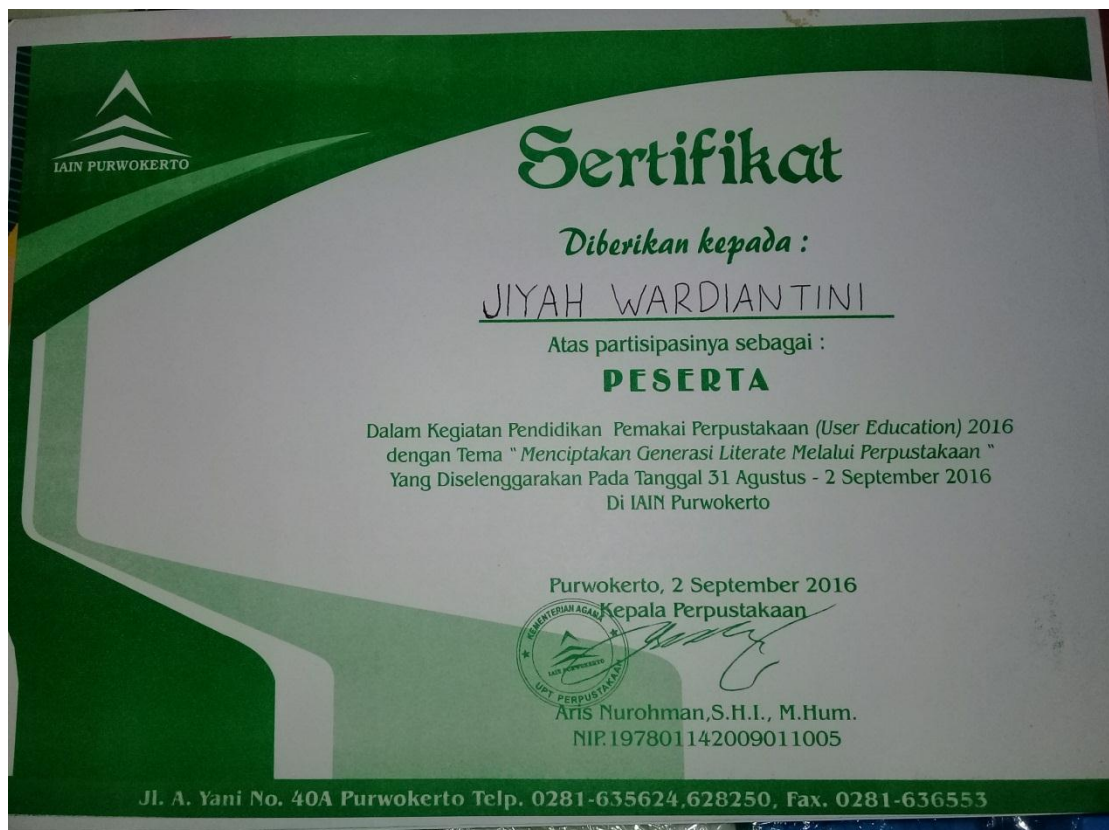 IAIN PURWOKERTO
Sertifikat
Diberikan kepada :
JIYAH WARDIANTINI
Atas partisipasinya sebagai :
PESERTA
Dalam Kegiatan Pendidikan Pemakai Perpustakaan (User Education) 2016
dengan Tema " Menciptakan Generasi Literate Melalui Perpustakaan "
Yang Diselenggarakan Pada Tanggal 31 Agustus - 2 September 2016
Di IAIN Purwokerto
Purwokerto, 2 September 2016
Kepala Perpustakaan
KEMENTERIAN AGAMA
IAIN PURWOKERTO
UPT PERPUSTAKAAN
Aris Nurohman,S.H.I., M.Hum.
NIP.197801142009011005
Jl. A. Yani No. 40A Purwokerto Telp. 0281-635624,628250, Fax. 0281-636553